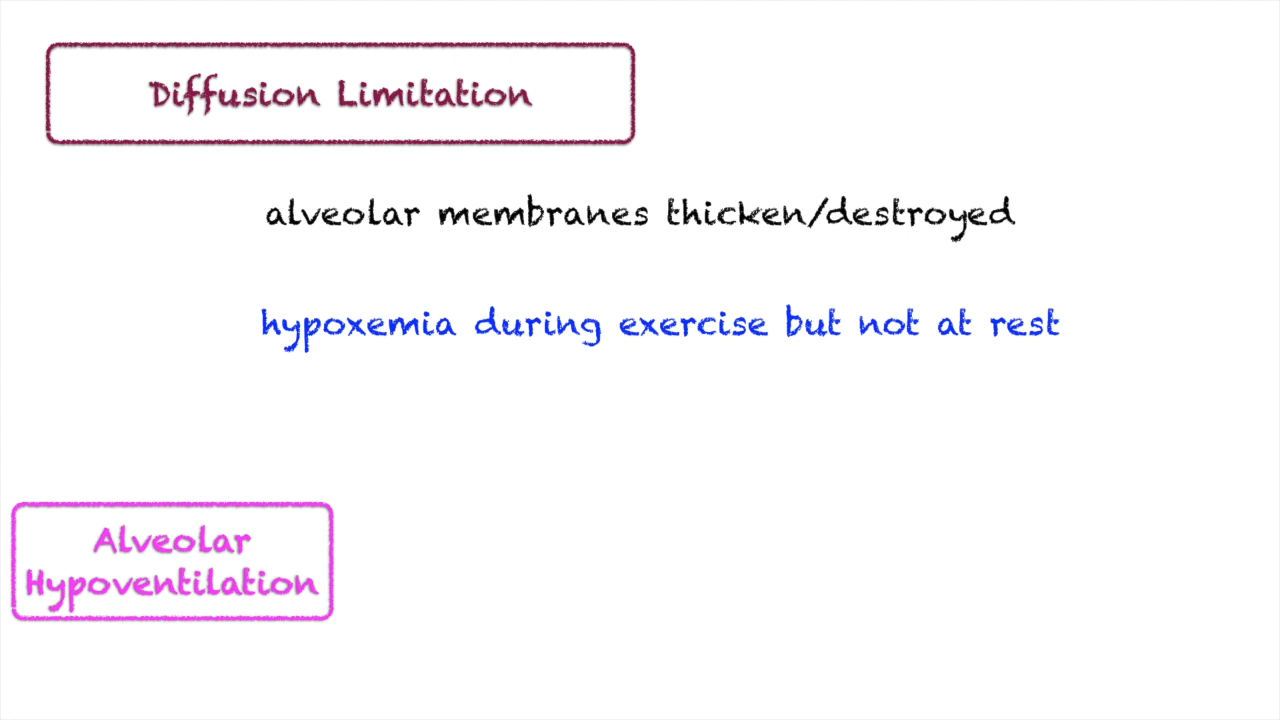 Diffusion Limitation
alveolar membranes thicken/destroyed
hypoxemia during exercise but not at rest
Alveolar
Hypoventilation